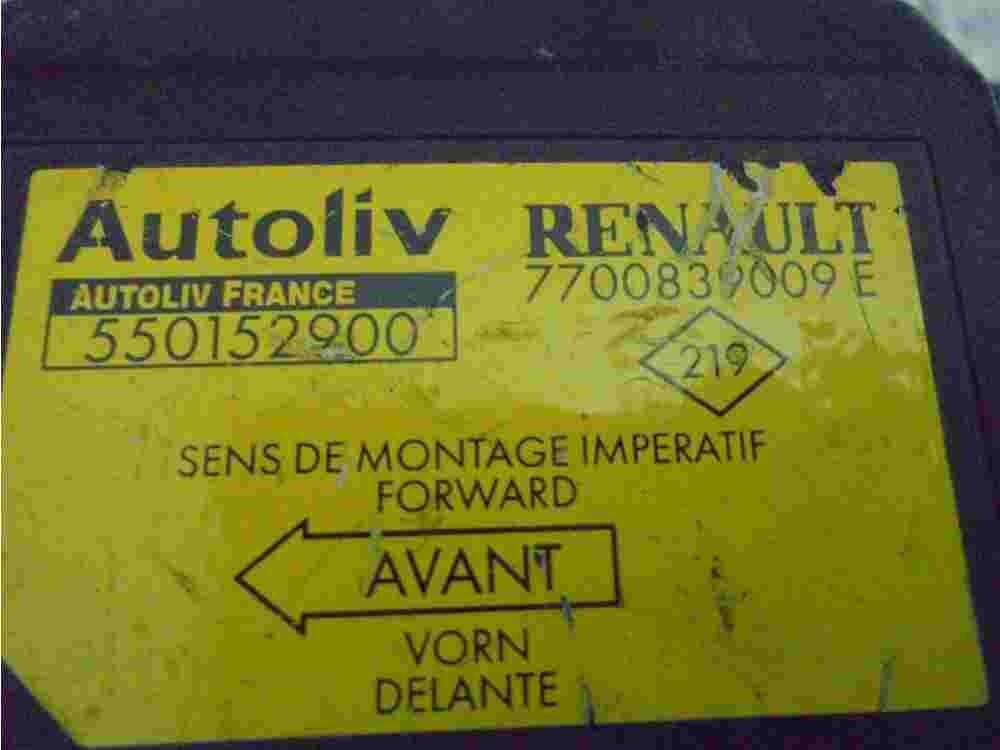 Autoliv
RENAULT
AUTOLIV FRANCE
7700839009 E
550152900
219
SENS DE MONTAGE IMPERATIF
FORWARD
AVANT
VORN
DELANTE